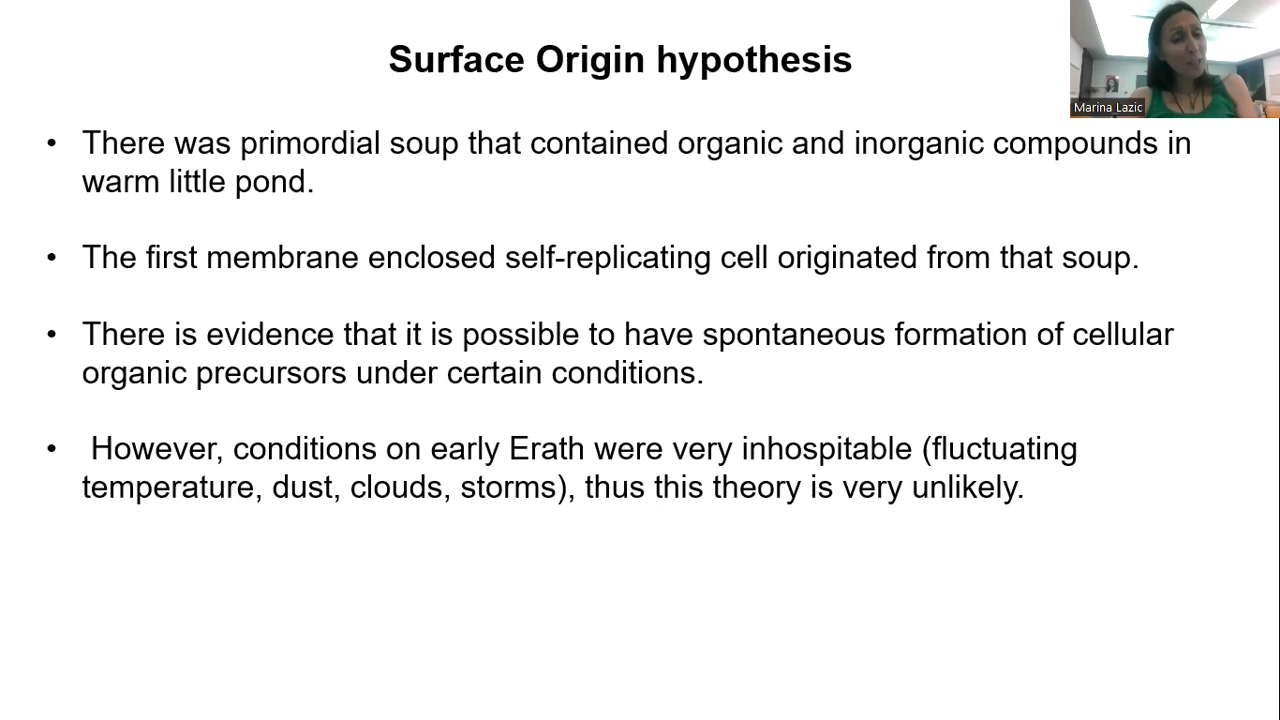 Surface Origin hypothesis
Marina Lazic
• There was primordial soup that contained organic and inorganic compounds in
warm little pond.
• The first membrane enclosed self-replicating cell originated from that soup.
• There is evidence that it is possible to have spontaneous formation of cellular
organic precursors under certain conditions.
• However, conditions on early Erath were very inhospitable (fluctuating
temperature, dust, clouds, storms), thus this theory is very unlikely.